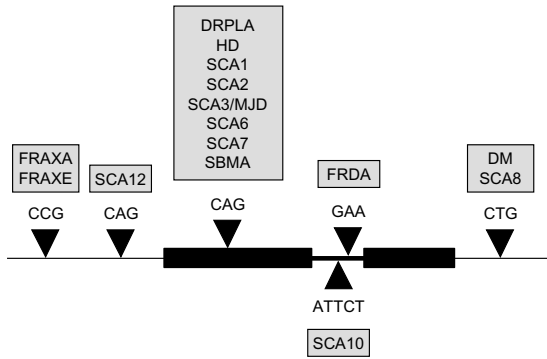 DRPLA
HD
SCA1
SCA2
SCA3/MJD
SCA6
SCA7
SBMA
FRAXA
FRAXE
SCA12
FRDA
DM
SCA8
CCG
CAG
CAG
GAA
CTG
ATTCT
SCA10